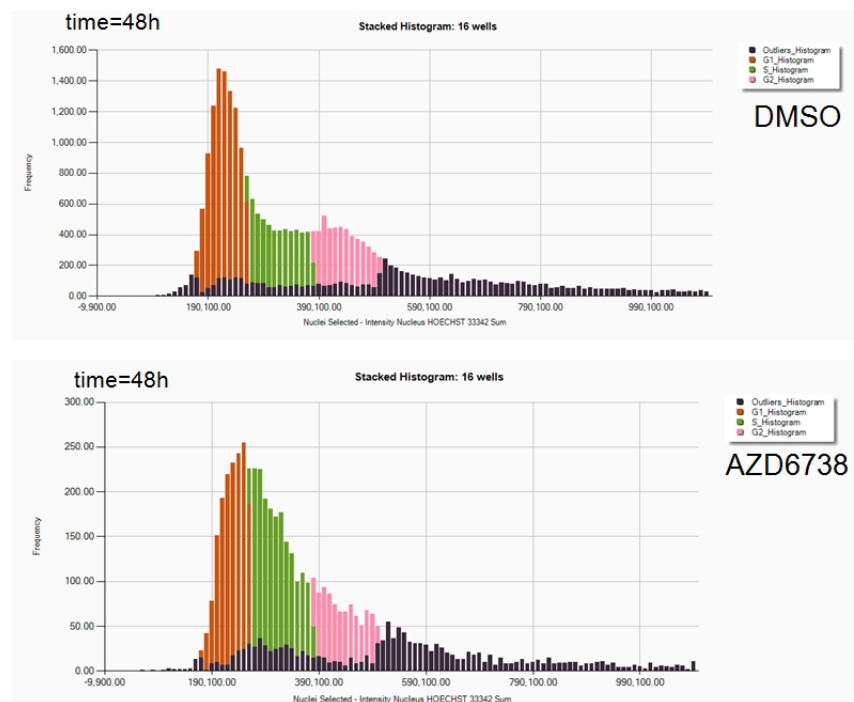 time=48h
Stacked Histogram: 16 wells
1,600.00
1,400.00
1,200.00
1,000.00
800.00
600.00
400.00
200.00
0.00
Frequency
-9,900.00 190,100.00 390,100.00 590,100.00 790,100.00 990,100.00
Nuclei Selected - Intensity Nucleus HOECHST 33342 Sum
Outliers_Histogram
G1_Histogram
S_Histogram
G2_Histogram
DMSO
time=48h
Stacked Histogram: 16 wells
300.00
250.00
200.00
150.00
100.00
50.00
0.00
Frequency
-9,900.00 190,100.00 390,100.00 590,100.00 790,100.00 990,100.00
Nuclei Selected - Intensity Nucleus HOECHST 33342 Sum
Outliers_Histogram
G1_Histogram
S_Histogram
G2_Histogram
AZD6738